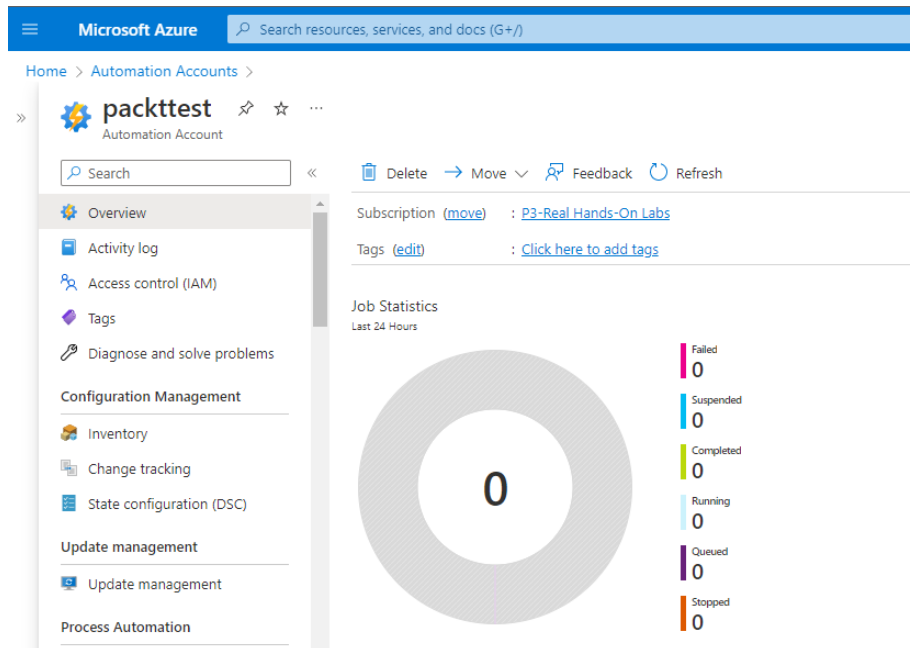 Microsoft Azure
Search resources, services, and docs (G+/)
Home > Automation Accounts >
»
packttest
...
Automation Account
Search
«
Delete
Move
Feedback
Refresh
Overview
Activity log
Access control (IAM)
Tags
Diagnose and solve problems
Configuration Management
Inventory
Change tracking
State configuration (DSC)
Update management
Update management
Process Automation
Subscription (move) : P3-Real Hands-On Labs
Tags (edit) : Click here to add tags
Job Statistics
Last 24 Hours
0
Failed
0
Suspended
0
Completed
0
Running
0
Queued
0
Stopped
0